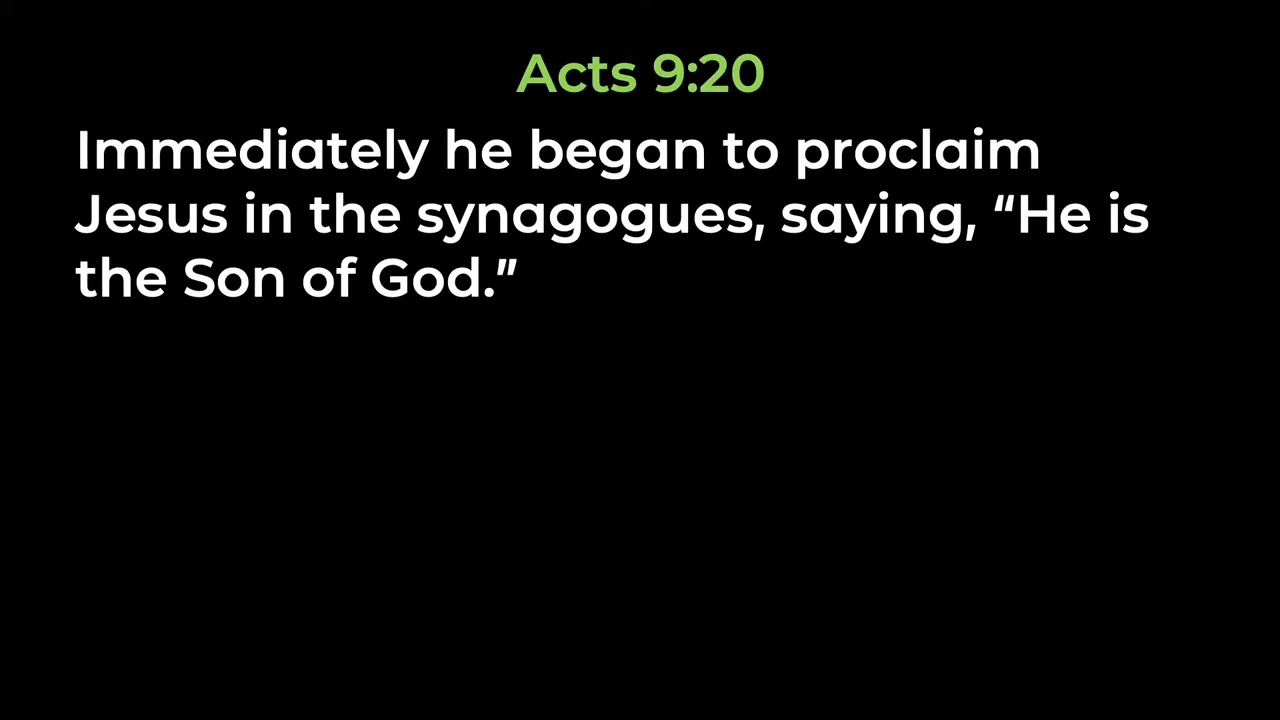 Acts 9:20
Immediately he began to proclaim
Jesus in the synagogues, saying, “He is
the Son of God.”